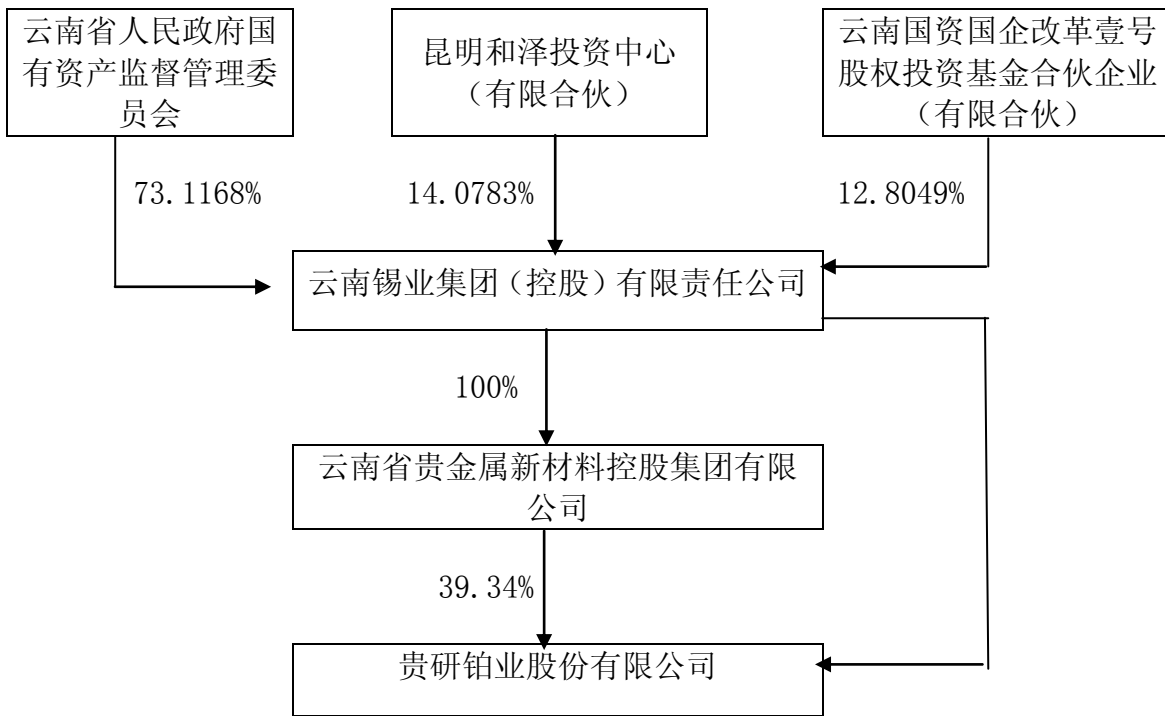 云南省人民政府国
有资产监督管理委
员会
昆明和泽投资中心
（有限合伙）
云南国资国企改革壹号
股权投资基金合伙企业
（有限合伙）
73.1168%
14.0783%
12.8049%
云南锡业集团（控股）有限责任公司
100%
云南省贵金属新材料控股集团有限
公司
39.34%
贵研铂业股份有限公司